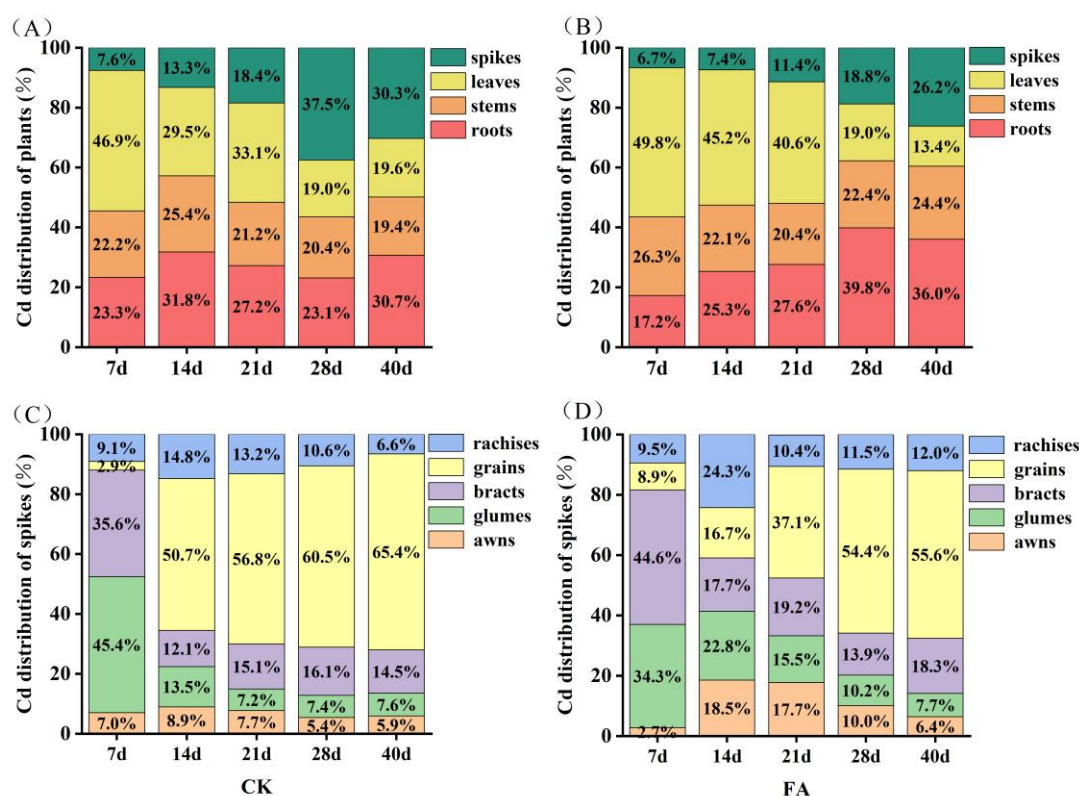 (A)
Cd distribution of plants (%)
100
80
60
40
20
0
7.6%
13.3%
18.4%
37.5%
30.3%
46.9%
29.5%
33.1%
19.0%
19.6%
22.2%
25.4%
21.2%
20.4%
19.4%
23.3%
31.8%
27.2%
23.1%
30.7%
7d
14d
21d
28d
40d
spikes
leaves
stems
roots
(B)
Cd distribution of plants (%)
100
80
60
40
20
0
6.7%
7.4%
11.4%
18.8%
26.2%
49.8%
45.2%
40.6%
19.0%
13.4%
26.3%
22.1%
20.4%
22.4%
24.4%
17.2%
25.3%
27.6%
39.8%
36.0%
7d
14d
21d
28d
40d
spikes
leaves
stems
roots
(C)
Cd distribution of spikes (%)
100
80
60
40
20
0
9.1%
14.8%
13.2%
10.6%
6.6%
2.9%
50.7%
56.8%
60.5%
65.4%
35.6%
12.1%
15.1%
16.1%
14.5%
45.4%
13.5%
7.2%
7.4%
7.6%
7.0%
8.9%
7.7%
5.4%
5.9%
7d
14d
21d
28d
40d
CK
rachises
grains
bracts
glumes
awns
(D)
Cd distribution of spikes (%)
100
80
60
40
20
0
9.5%
24.3%
10.4%
11.5%
12.0%
8.9%
16.7%
37.1%
54.4%
55.6%
44.6%
17.7%
19.2%
13.9%
18.3%
34.3%
22.8%
15.5%
10.2%
7.7%
2.7%
18.5%
17.7%
10.0%
6.4%
7d
14d
21d
28d
40d
FA
rachises
grains
bracts
glumes
awns